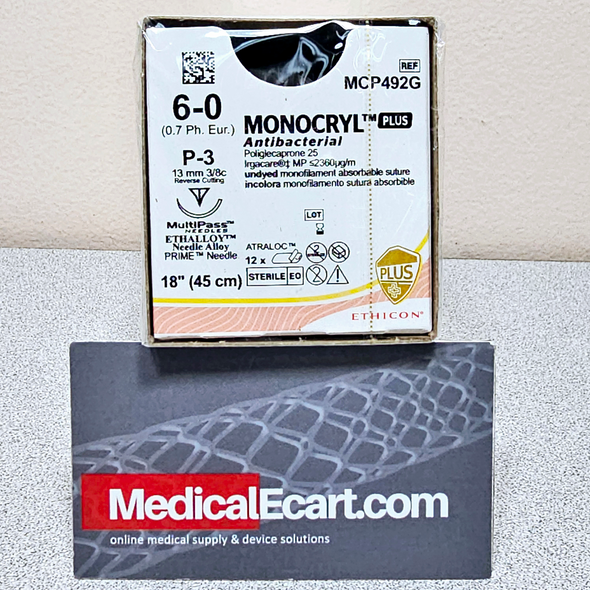 REF
MCP492G
6-0
(0.7 Ph. Eur.)
MONOCRYL™ PLUS
Antibacterial
Poliglecaprone 25
Irgacare®‡ MP ≤2360µg/m
undyed monofilament absorbable suture
incolora monofilamento sutura absorbible
P-3
13 mm 3/8c
Reverse Cutting
MultiPass™
NEEDLES
ETHALLOY™
Needle Alloy
PRIME™ Needle
18" (45 cm)
LOT
ATRALOC™
12 x
2
STERILE EO
2
PLUS
ETHICON®
MedicalEcart.com
online medical supply & device solutions